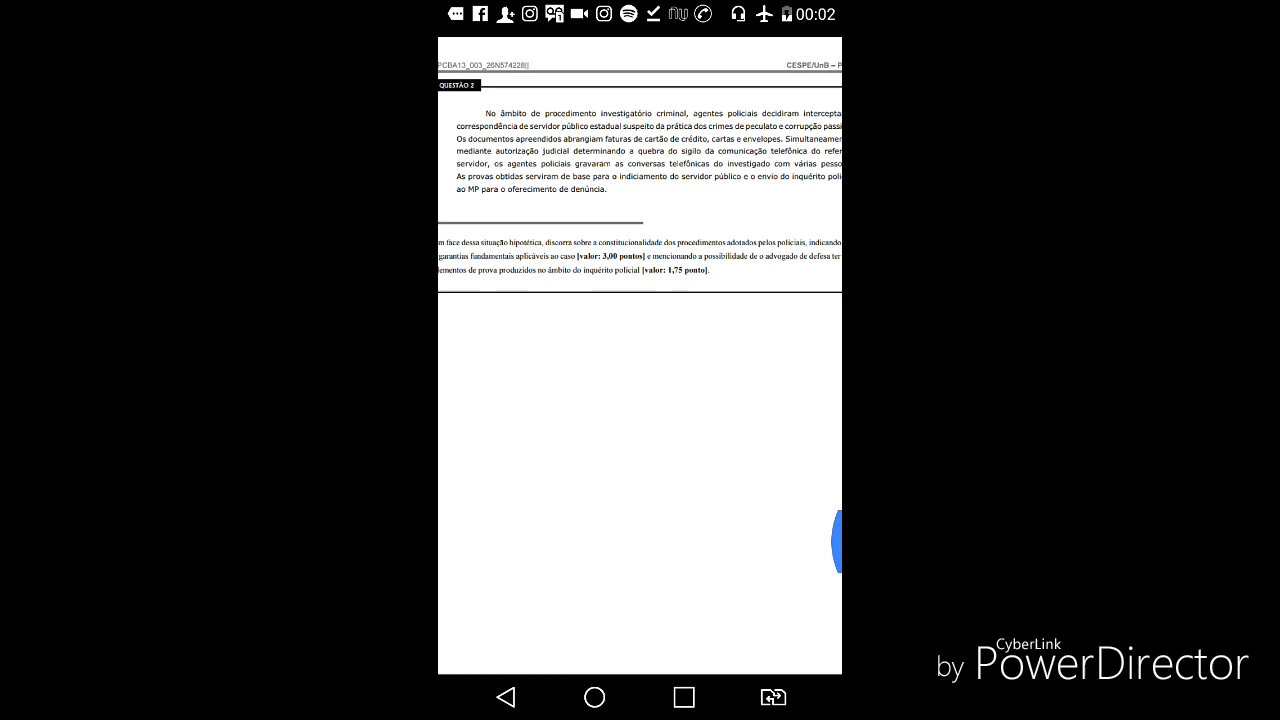 00:02
PCBA13_003_26N574228||
CESPE/UnB – P
QUESTÃO 2
No âmbito de procedimento investigatório criminal, agentes policiais decidiram intercepta
correspondência de servidor público estadual suspeito da prática dos crimes de peculato e corrupção passi
Os documentos apreendidos abrangiam faturas de cartão de crédito, cartas e envelopes. Simultaneamen
mediante autorização judicial determinando a quebra do sigilo da comunicação telefônica do refer
servidor, os agentes policiais gravaram as conversas telefônicas do investigado com várias pesso
As provas obtidas serviram de base para o indiciamento do servidor público e o envio do inquérito poli
ao MP para o oferecimento de denúncia.
m face dessa situação hipotética, discorra sobre a constitucionalidade dos procedimentos adotados pelos policiais, indicando
garantias fundamentais aplicáveis ao caso [valor: 3,00 pontos] e mencionando a possibilidade de o advogado de defesa ter
lementos de prova produzidos no âmbito do inquérito policial [valor: 1,75 ponto].
CyberLink
by PowerDirector